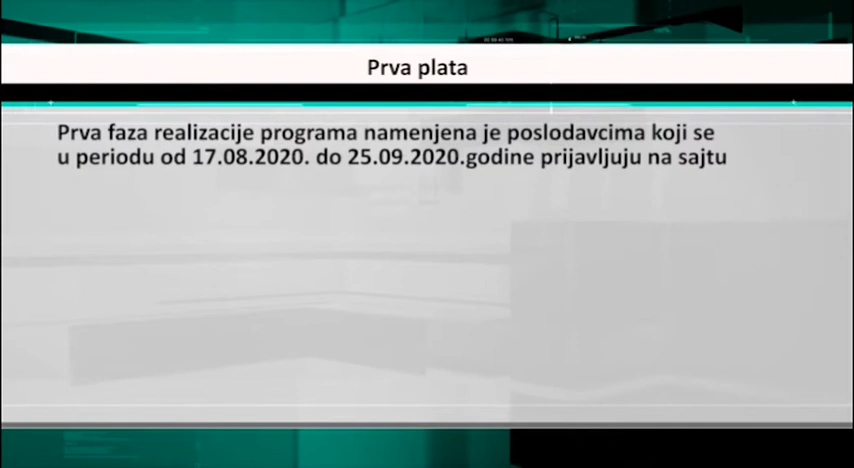 Prva plata
Prva faza realizacije programa namenjena je poslodavcima koji se
u periodu od 17.08.2020. do 25.09.2020.godine prijavljuju na sajtu